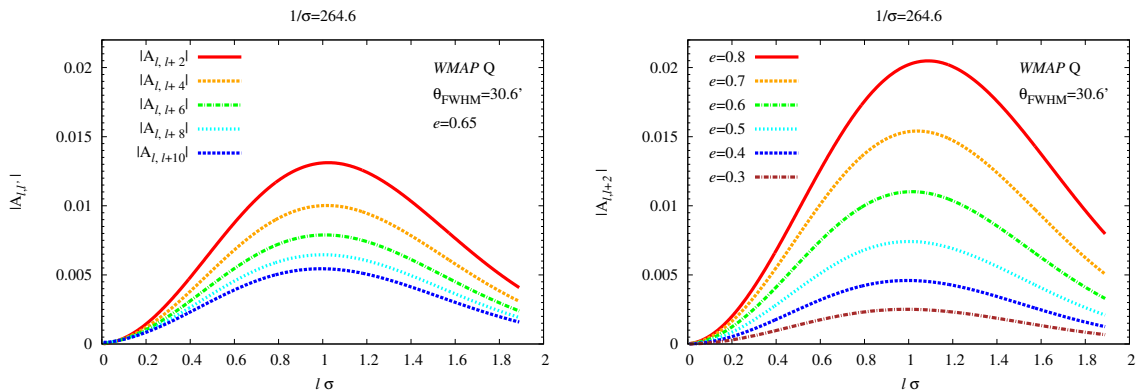 1/σ=264.6
|A_{l,l'}|
0.02
0.015
0.01
0.005
0
|A_{l, l+2}|
|A_{l, l+4}|
|A_{l, l+6}|
|A_{l, l+8}|
|A_{l, l+10}|
WMAP Q
θ_{FWHM}=30.6'
e=0.65
0 0.2 0.4 0.6 0.8 1 1.2 1.4 1.6 1.8 2
l σ
1/σ=264.6
|A_{l,l+2}|
0.02
0.015
0.01
0.005
0
e=0.8
e=0.7
e=0.6
e=0.5
e=0.4
e=0.3
WMAP Q
θ_{FWHM}=30.6'
0 0.2 0.4 0.6 0.8 1 1.2 1.4 1.6 1.8 2
l σ